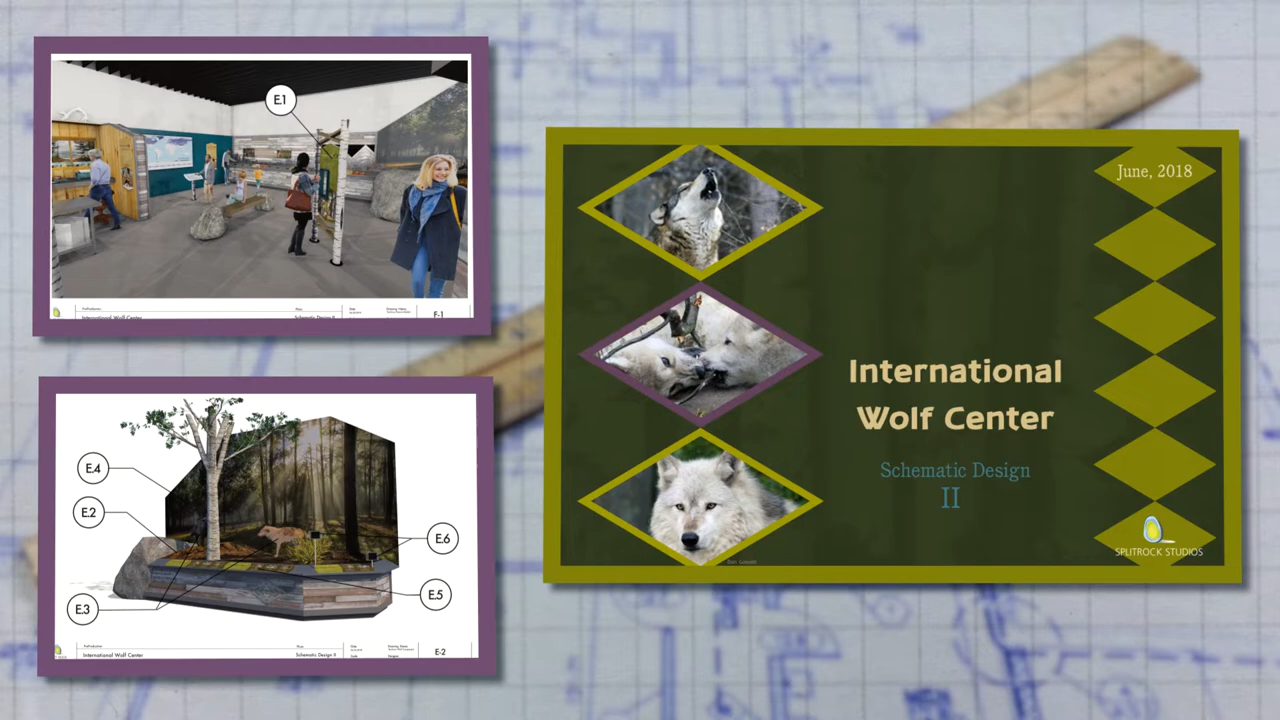 E.1
International Wolf Center
Schematic Design II
E-1
E.4
E.2
E.3
E.6
E.5
International Wolf Center
Schematic Design II
E-2
June, 2018
International
Wolf Center
Schematic Design
II
SPLITROCK STUDIOS